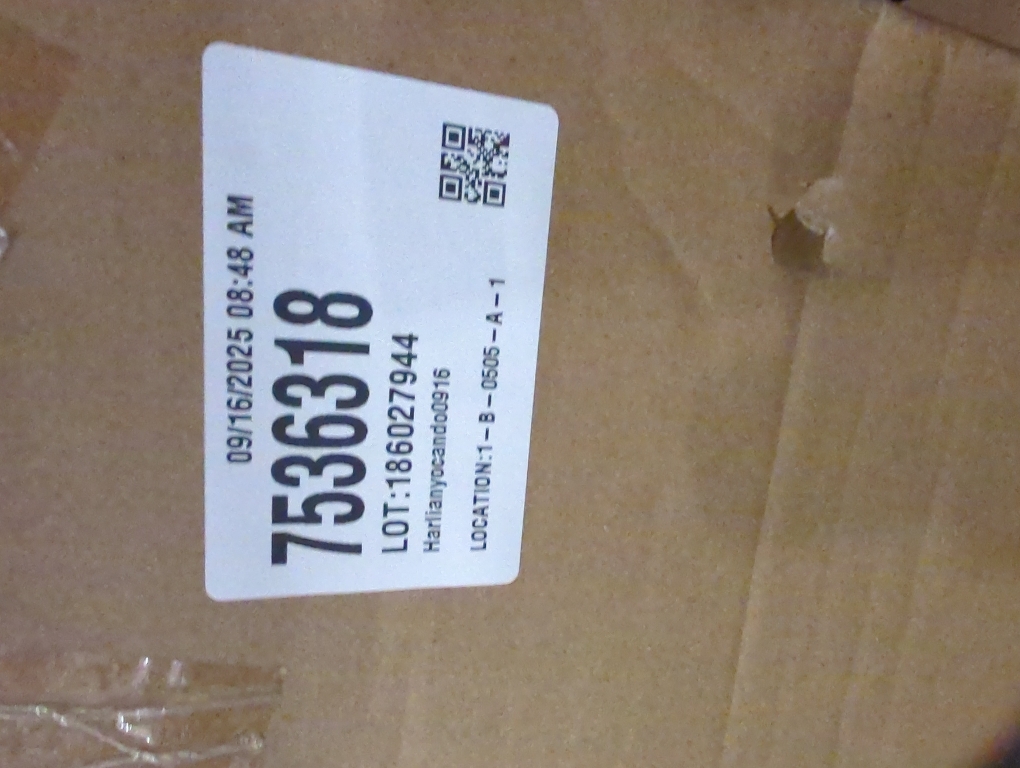 09/16/2025 08:48 AM
7536318
LOT:186027944
Harlianyocando0916
LOCATION:1-B-0505-A-1